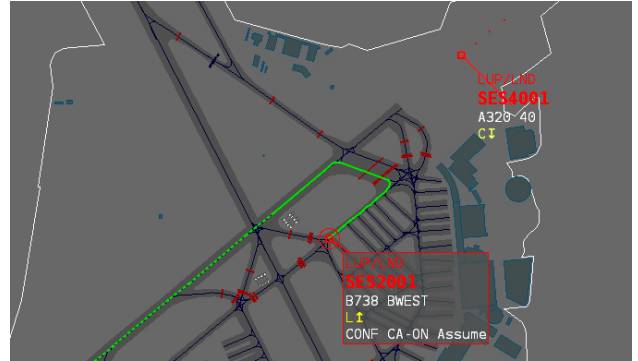 LUP/LND
SES4001
A320 40
C↧
LUP/LND
SES2001
B738 BWEST
L↥
CONF CA-ON Assume